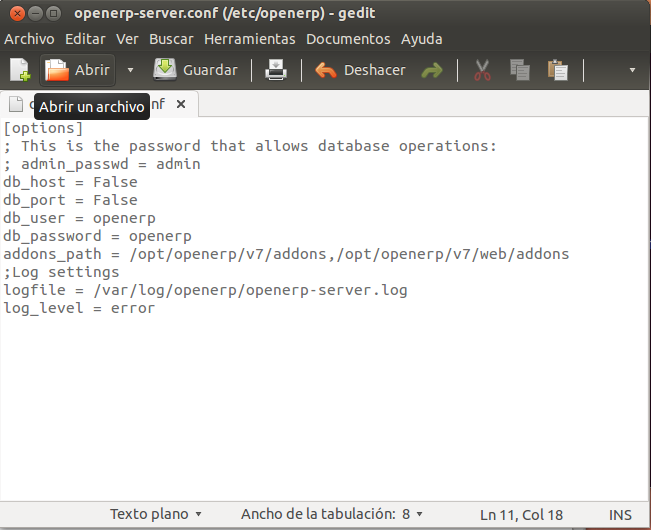 openerp-server.conf (/etc/openerp) - gedit
Archivo Editar Ver Buscar Herramientas Documentos Ayuda
Abrir Guardar Deshacer
Abrir un archivo nf
[options]
; This is the password that allows database operations:
; admin_passwd = admin
db_host = False
db_port = False
db_user = openerp
db_password = openerp
addons_path = /opt/openerp/v7/addons,/opt/openerp/v7/web/addons
;Log settings
logfile = /var/log/openerp/openerp-server.log
log_level = error
Texto plano Ancho de la tabulación: 8 Ln 11, Col 18 INS